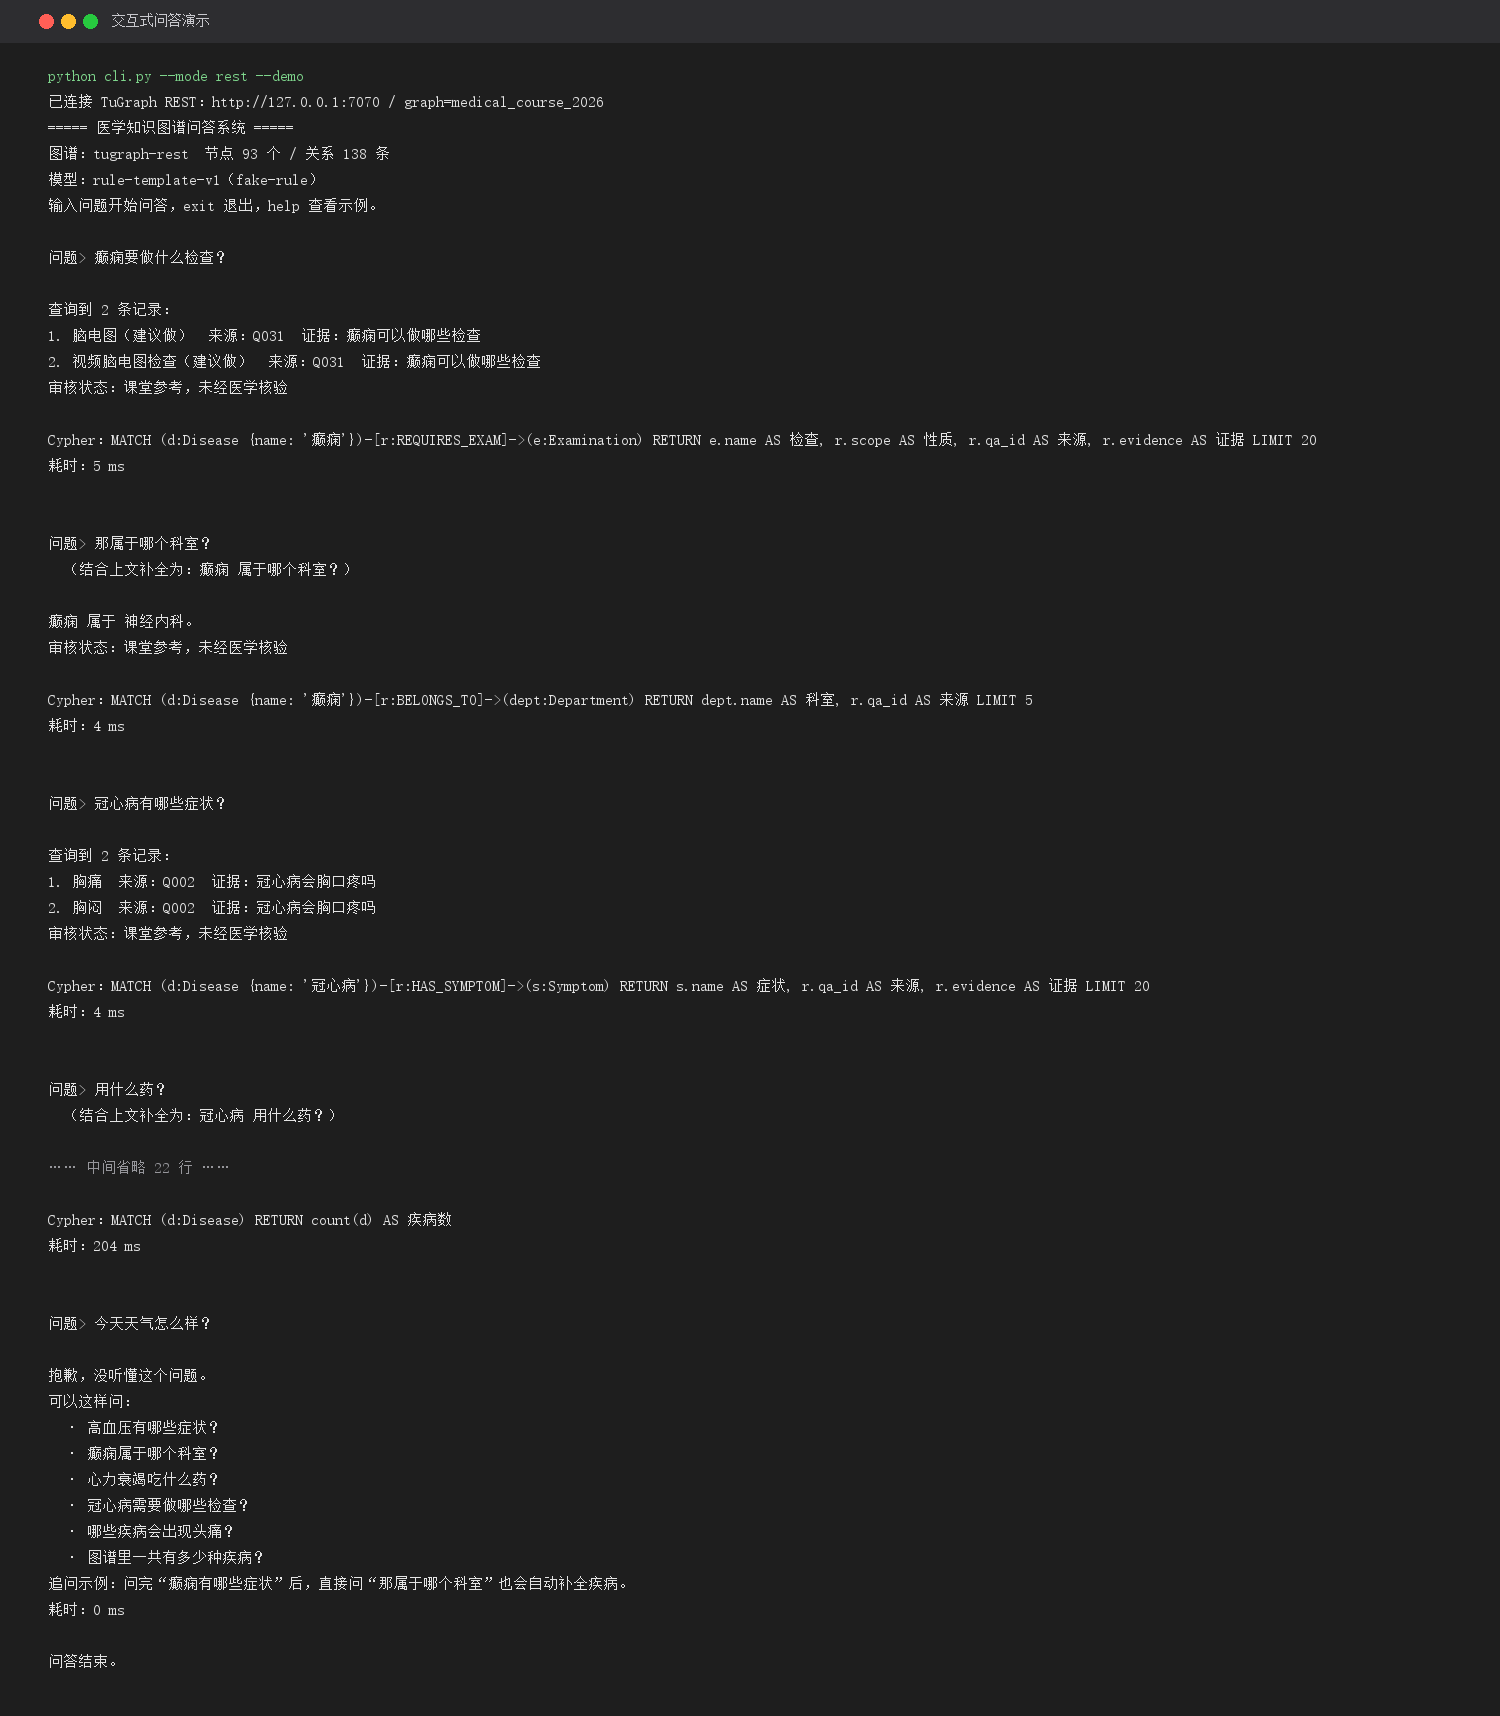 交互式问答演示
python cli.py --mode rest --demo
已连接 TuGraph REST：http://127.0.0.1:7070 / graph=medical_course_2026
===== 医学知识图谱问答系统 =====
图谱：tugraph-rest  节点 93 个 / 关系 138 条
模型：rule-template-v1（fake-rule）
输入问题开始问答，exit 退出，help 查看示例。
问题> 癫痫要做什么检查？
查询到 2 条记录：
1. 脑电图（建议做）  来源：Q031  证据：癫痫可以做哪些检查
2. 视频脑电图检查（建议做）  来源：Q031  证据：癫痫可以做哪些检查
审核状态：课堂参考，未经医学核验
Cypher：MATCH (d:Disease {name: '癫痫'})-[r:REQUIRES_EXAM]->(e:Examination) RETURN e.name AS 检查, r.scope AS 性质, r.qa_id AS 来源, r.evidence AS 证据 LIMIT 20
耗时：5 ms
问题> 那属于哪个科室？
（结合上文补全为：癫痫 属于哪个科室？）
癫痫 属于 神经内科。
审核状态：课堂参考，未经医学核验
Cypher：MATCH (d:Disease {name: '癫痫'})-[r:BELONGS_TO]->(dept:Department) RETURN dept.name AS 科室, r.qa_id AS 来源 LIMIT 5
耗时：4 ms
问题> 冠心病有哪些症状？
查询到 2 条记录：
1. 胸痛  来源：Q002  证据：冠心病会胸口疼吗
2. 胸闷  来源：Q002  证据：冠心病会胸口疼吗
审核状态：课堂参考，未经医学核验
Cypher：MATCH (d:Disease {name: '冠心病'})-[r:HAS_SYMPTOM]->(s:Symptom) RETURN s.name AS 症状, r.qa_id AS 来源, r.evidence AS 证据 LIMIT 20
耗时：4 ms
问题> 用什么药？
（结合上文补全为：冠心病 用什么药？）
…… 中间省略 22 行 ……
Cypher：MATCH (d:Disease) RETURN count(d) AS 疾病数
耗时：204 ms
问题> 今天天气怎么样？
抱歉，没听懂这个问题。
可以这样问：
· 高血压有哪些症状？
· 癫痫属于哪个科室？
· 心力衰竭吃什么药？
· 冠心病需要做哪些检查？
· 哪些疾病会出现头痛？
· 图谱里一共有多少种疾病？
追问示例：问完“癫痫有哪些症状”后，直接问“那属于哪个科室”也会自动补全疾病。
耗时：0 ms
问答结束。